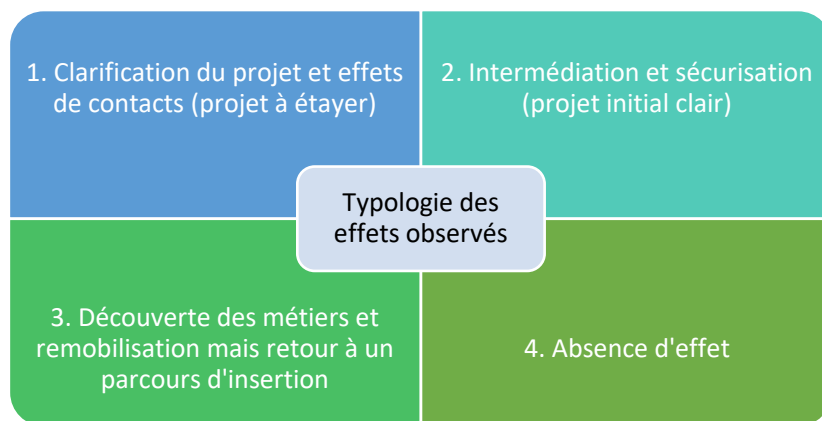 1. Clarification du projet et effets
de contacts (projet à étayer)
2. Intermédiation et sécurisation
(projet initial clair)
Typologie des
effets observés
3. Découverte des métiers et
remobilisation mais retour à un
parcours d'insertion
4. Absence d'effet